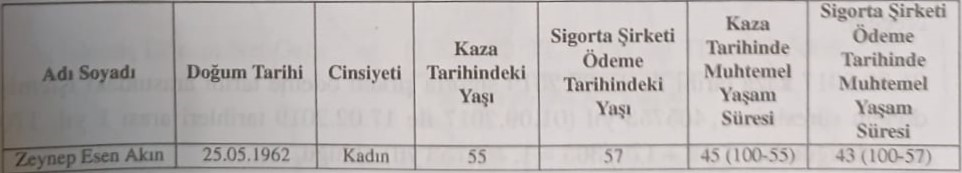 Adı Soyadı
Doğum Tarihi
Cinsiyeti
Kaza
Tarihindeki
Yaşı
Sigorta Şirketi
Ödeme
Tarihindeki
Yaşı
Kaza
Tarihinde
Muhtemel
Yaşam
Süresi
Sigorta Şirketi
Ödeme
Tarihinde
Muhtemel
Yaşam
Süresi
Zeynep Esen Akın 25.05.1962 Kadın 55 57 45 (100-55) 43 (100-57)